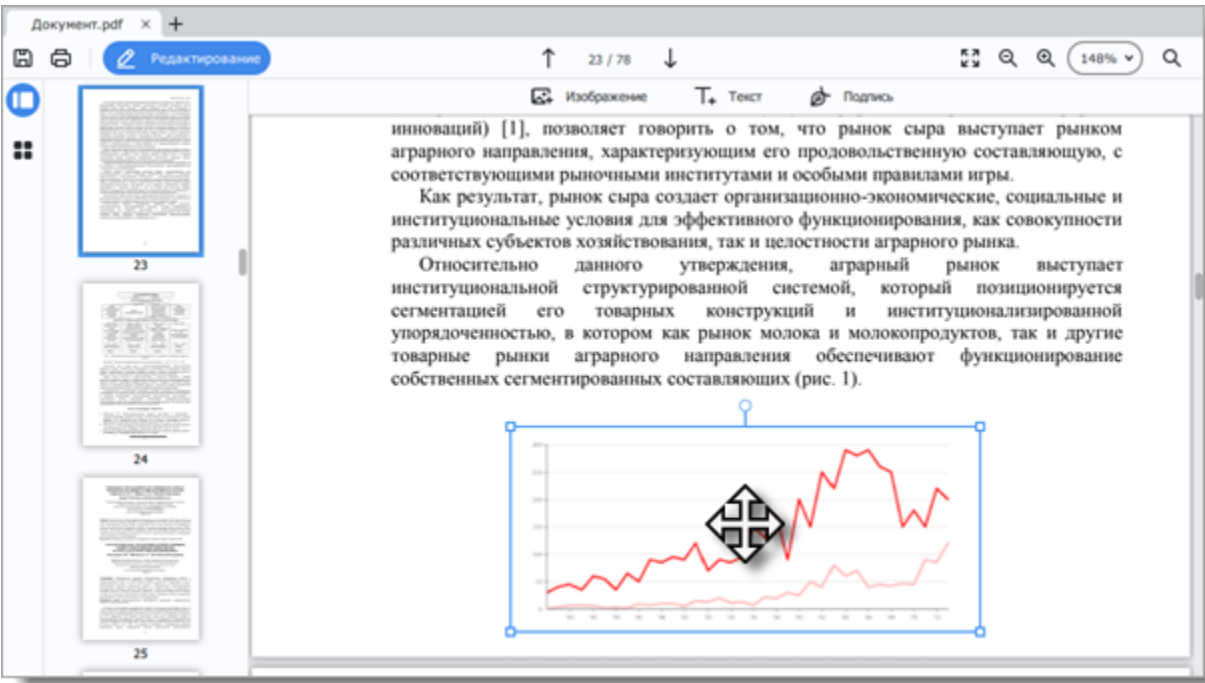 Документ.pdf
Редактирование
23 / 78
148%
Изображение
Текст
Подпись
23
24
25
инноваций) [1], позволяет говорить о том, что рынок сыра выступает рынком
аграрного направления, характеризующим его продовольственную составляющую, с
соответствующими рыночными институтами и особыми правилами игры.
Как результат, рынок сыра создает организационно-экономические, социальные и
институциональные условия для эффективного функционирования, как совокупности
различных субъектов хозяйствования, так и целостности аграрного рынка.
Относительно данного утверждения, аграрный рынок выступает
институциональной структурированной системой, который позиционируется
сегментацией его товарных конструкций и институционализированной
упорядоченностью, в котором как рынок молока и молокопродуктов, так и другие
товарные рынки аграрного направления обеспечивают функционирование
собственных сегментированных составляющих (рис. 1).